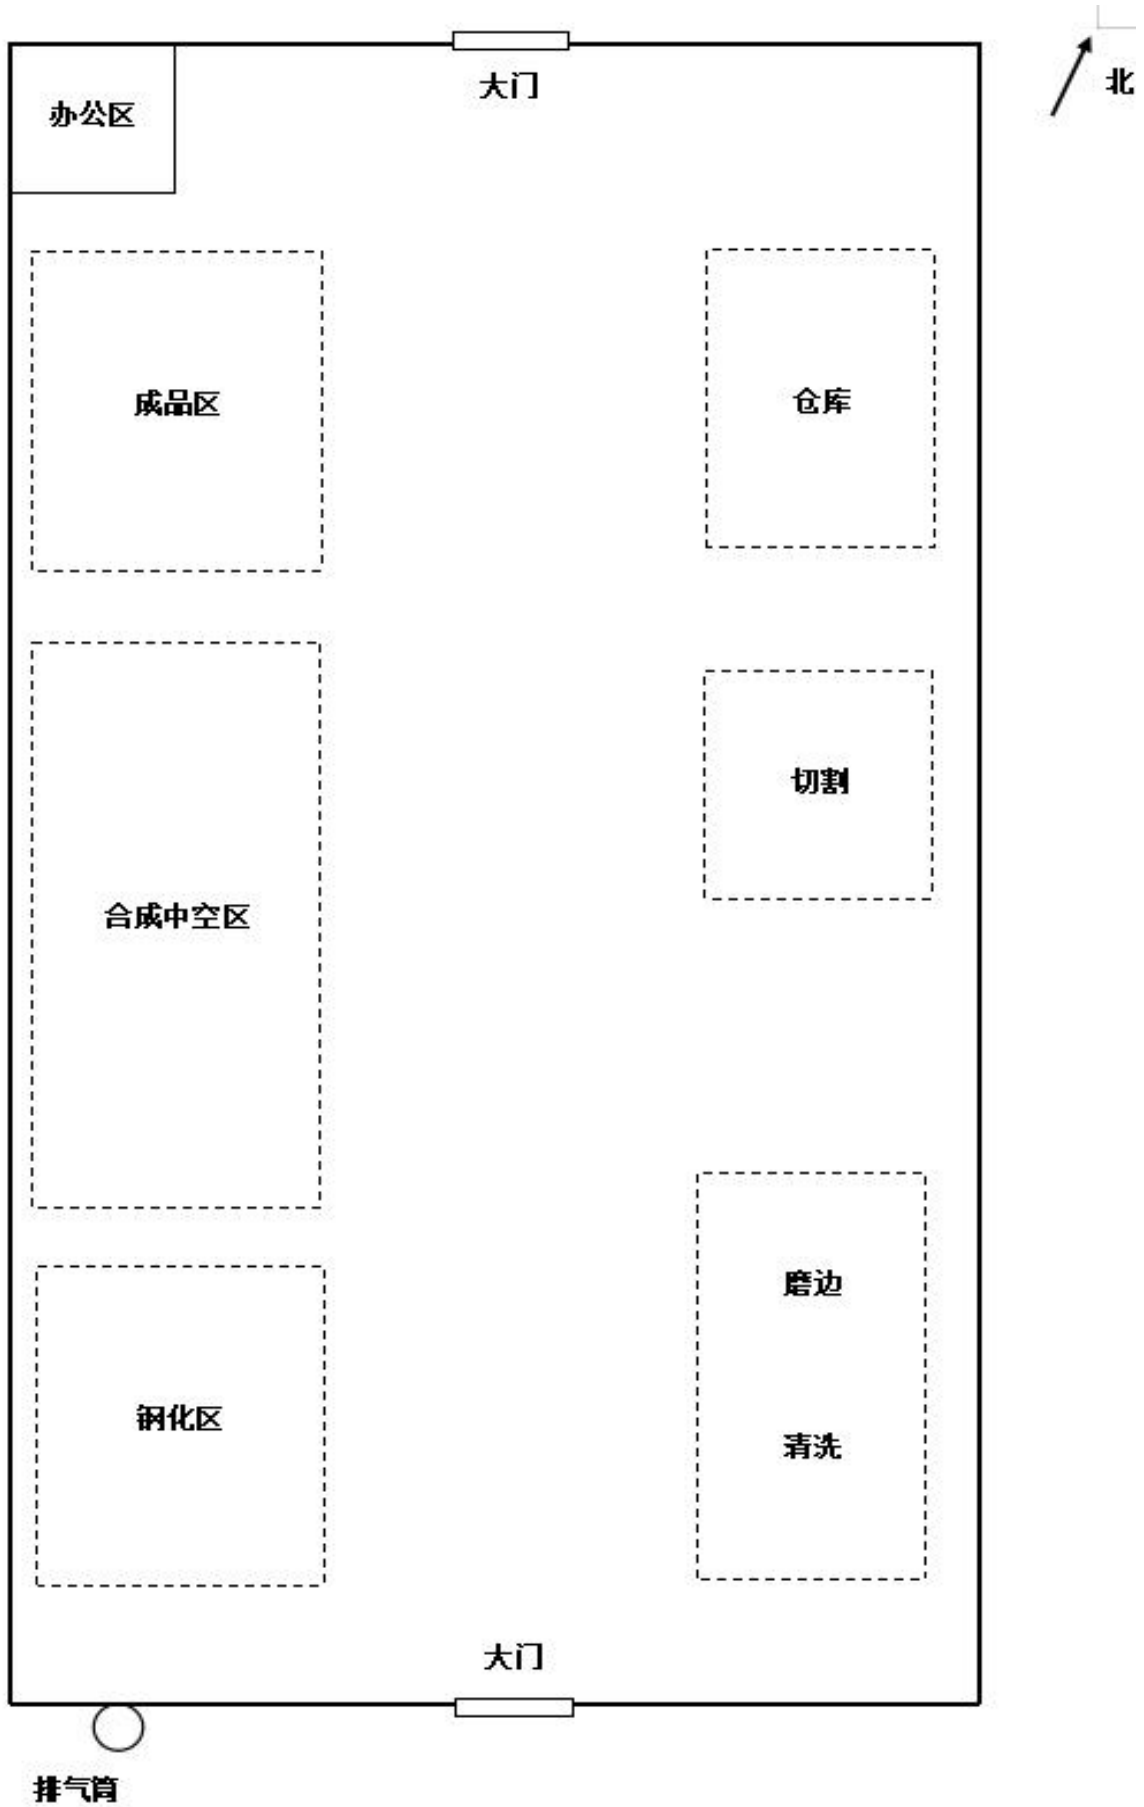 北
大门
办公区
成品区
仓库
切割
合成中空区
磨边
钢化区
清洗
大门
排气筒